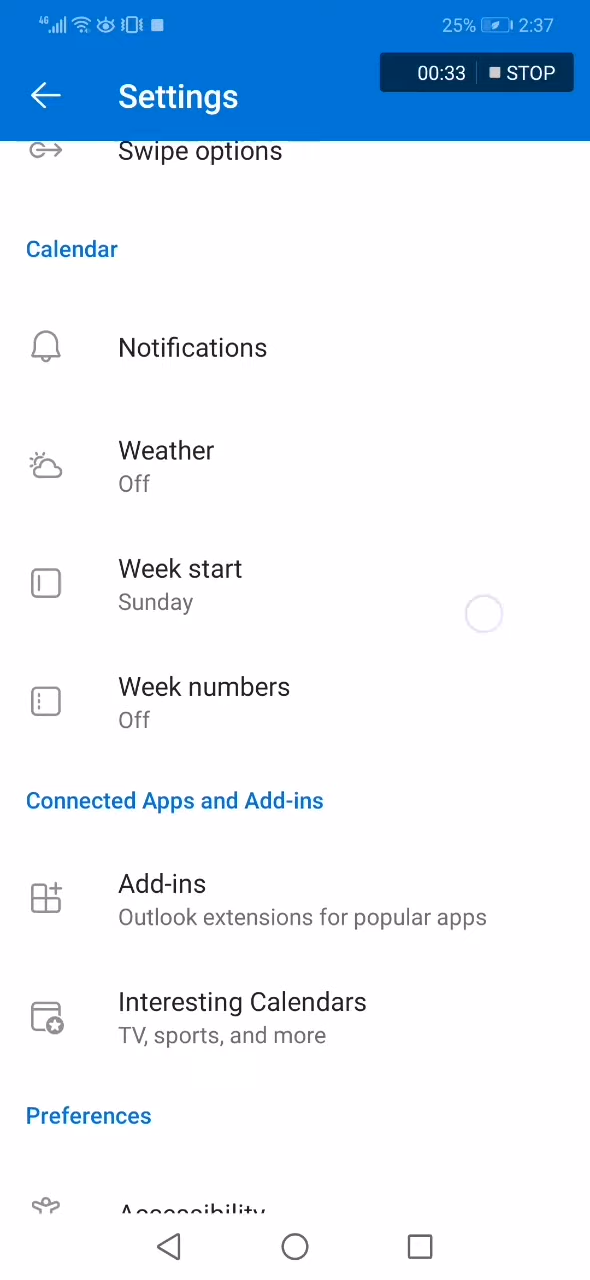 4G 25% 2:37
00:33 STOP
Settings
Swipe options
Calendar
Notifications
Weather
Off
Week start
Sunday
Week numbers
Off
Connected Apps and Add-ins
Add-ins
Outlook extensions for popular apps
Interesting Calendars
TV, sports, and more
Preferences
Accessibility